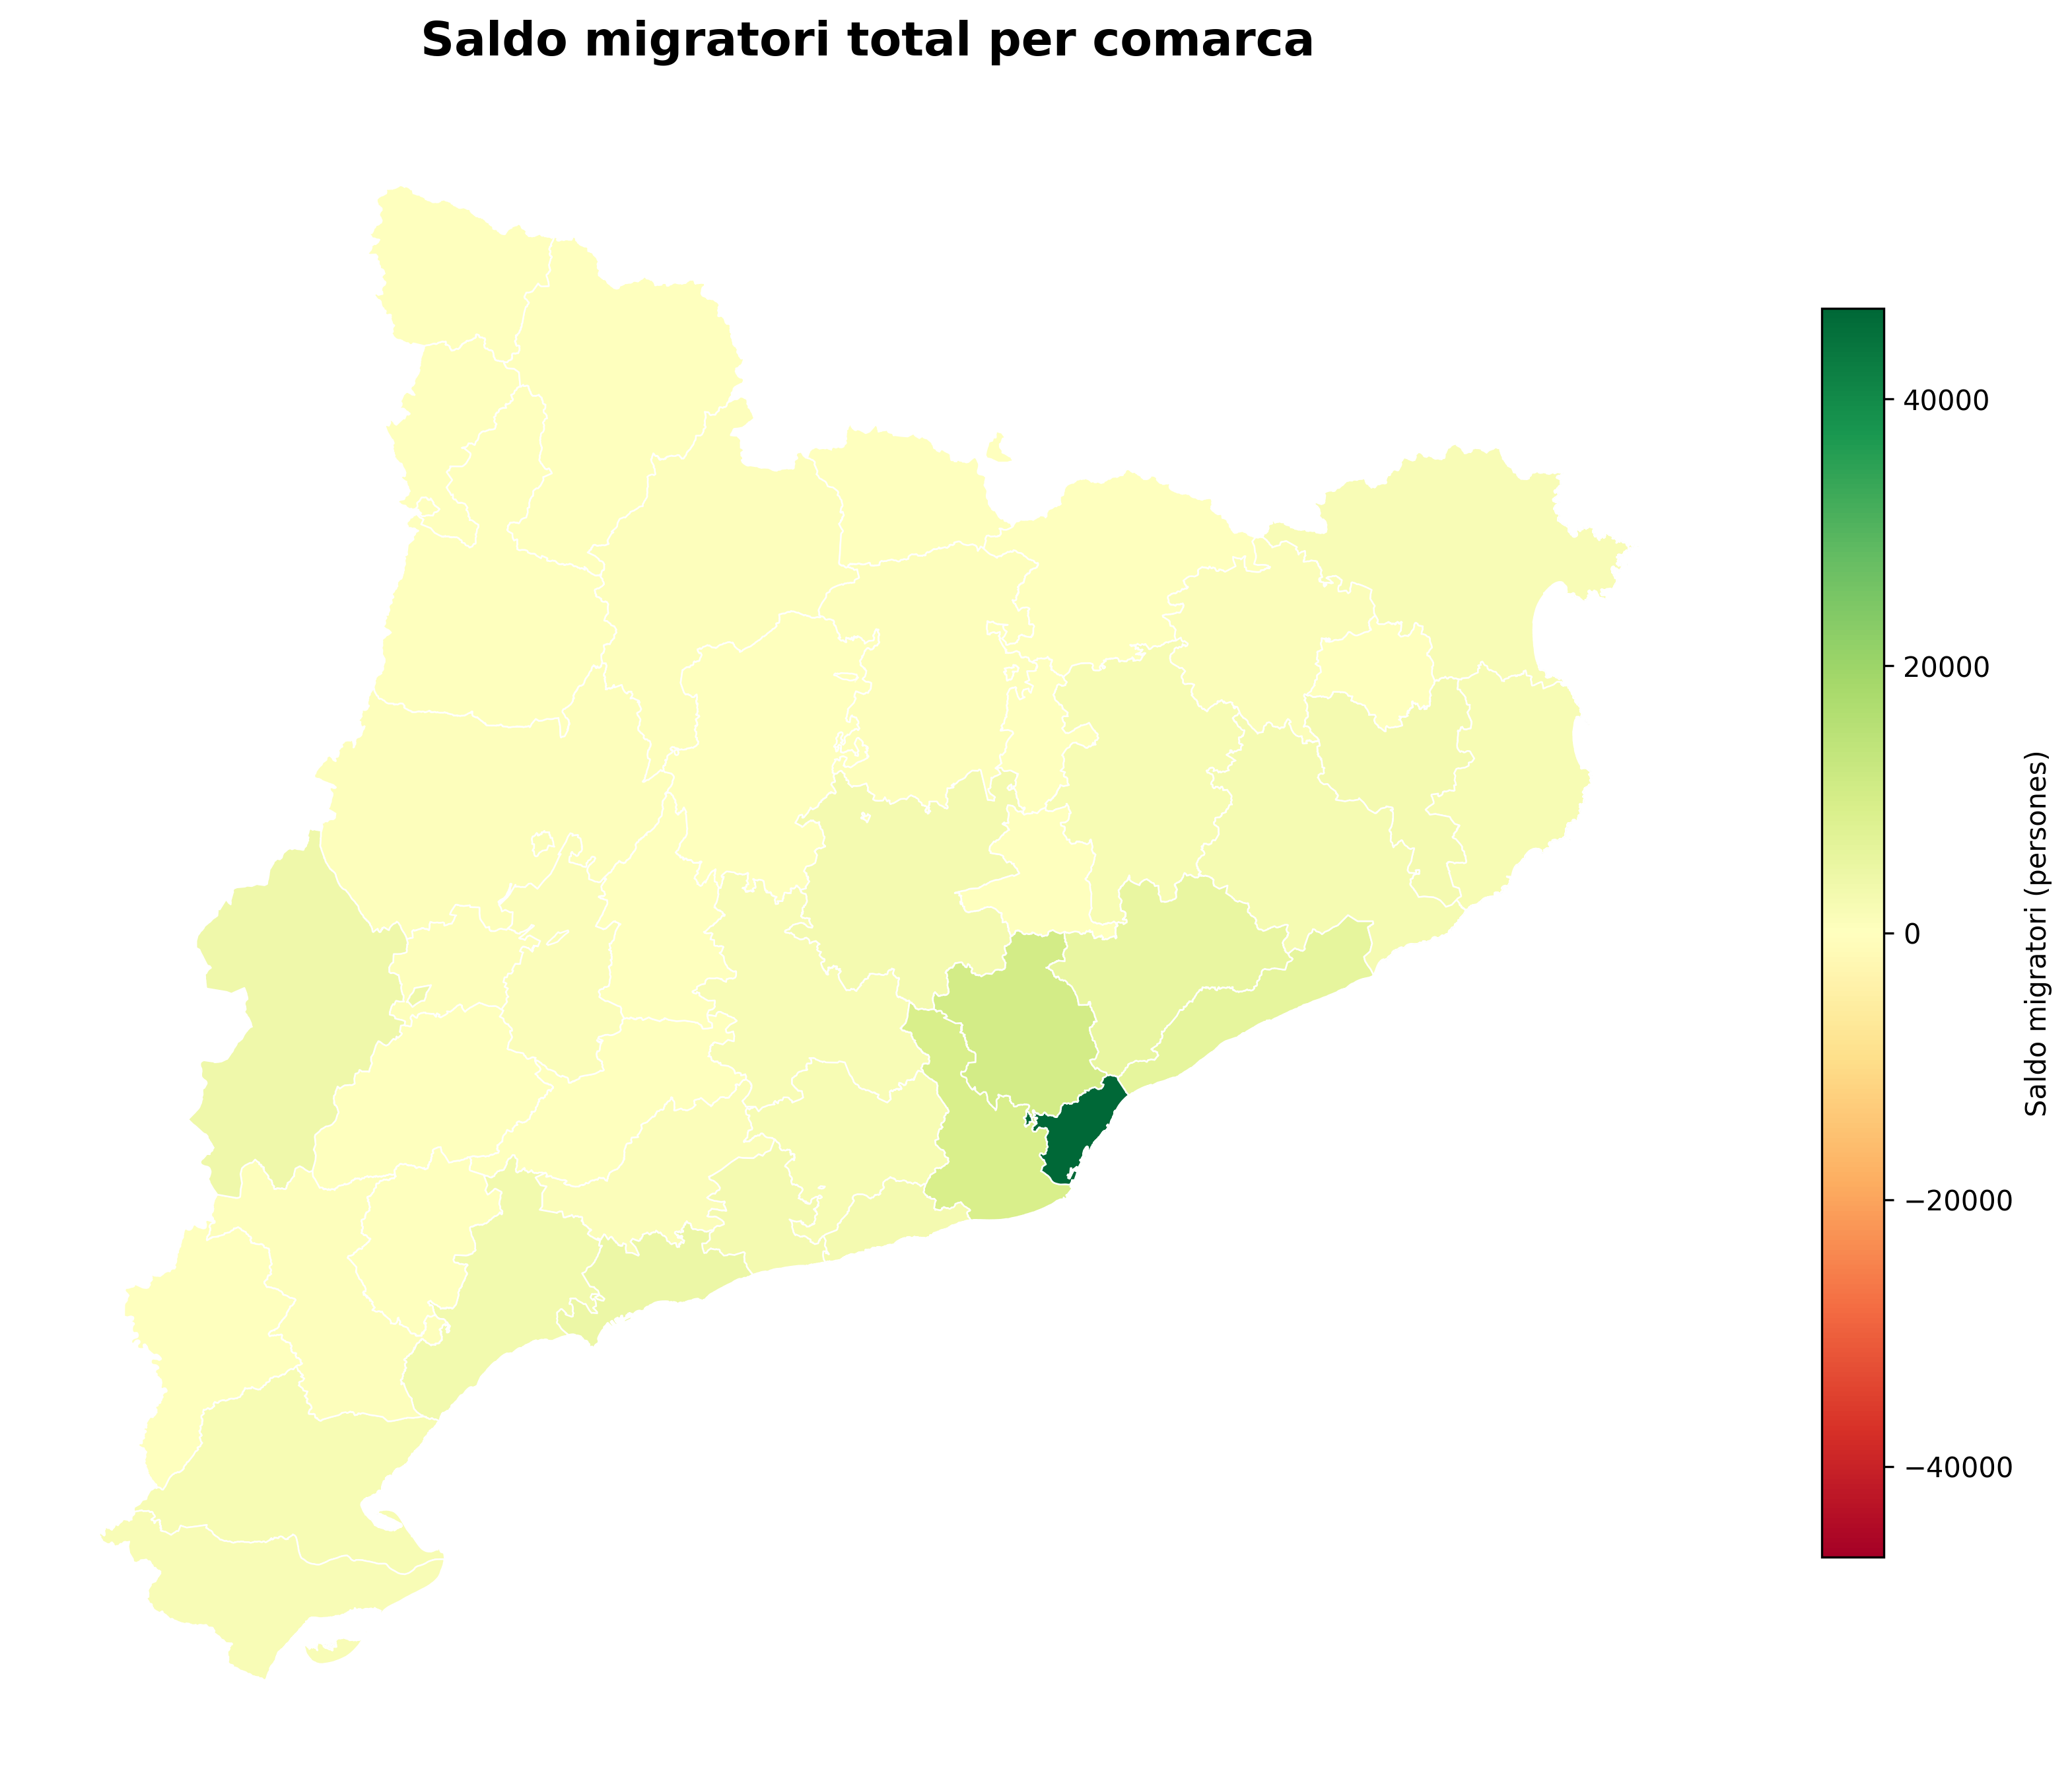 Saldo migratori total per comarca
40000
20000
0
−20000
−40000
Saldo migratori (persones)